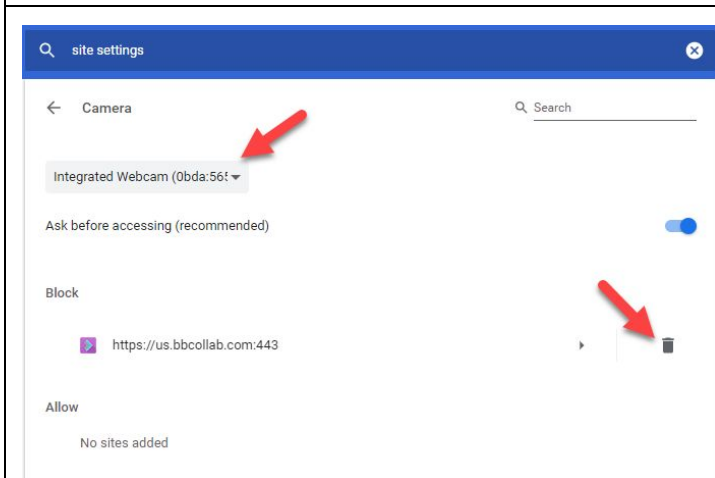 site settings
Camera
Search
Integrated Webcam (0bda:565
Ask before accessing (recommended)
Block
https://us.bbcollab.com:443
Allow
No sites added